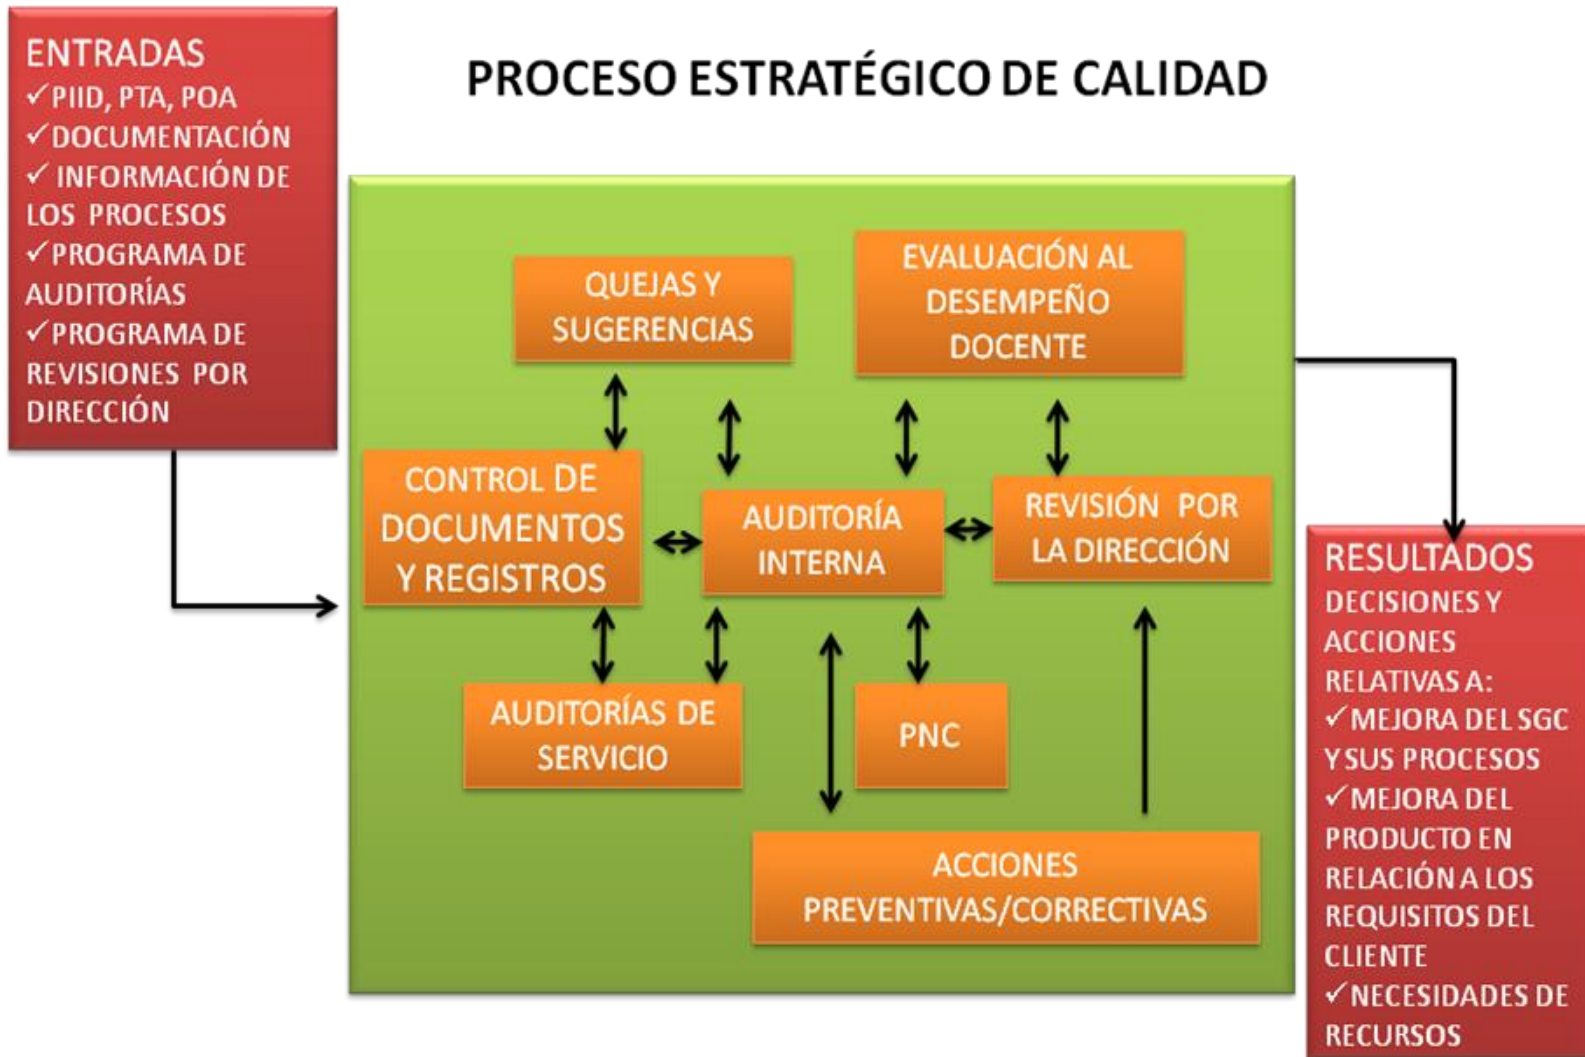 ENTRADAS
✓PIID, PTA, POA
✓DOCUMENTACIÓN
✓ INFORMACIÓN DE
LOS PROCESOS
✓PROGRAMA DE
AUDITORÍAS
✓PROGRAMA DE
REVISIONES POR
DIRECCIÓN
PROCESO ESTRATÉGICO DE CALIDAD
QUEJAS Y
SUGERENCIAS
EVALUACIÓN AL
DESEMPEÑO
DOCENTE
CONTROL DE
DOCUMENTOS
Y REGISTROS
AUDITORÍA
INTERNA
REVISIÓN POR
LA DIRECCIÓN
AUDITORÍAS DE
SERVICIO
PNC
ACCIONES
PREVENTIVAS/CORRECTIVAS
RESULTADOS
DECISIONES Y
ACCIONES
RELATIVAS A:
✓MEJORA DEL SGC
Y SUS PROCESOS
✓MEJORA DEL
PRODUCTO EN
RELACIÓN A LOS
REQUISITOS DEL
CLIENTE
✓NECESIDADES DE
RECURSOS